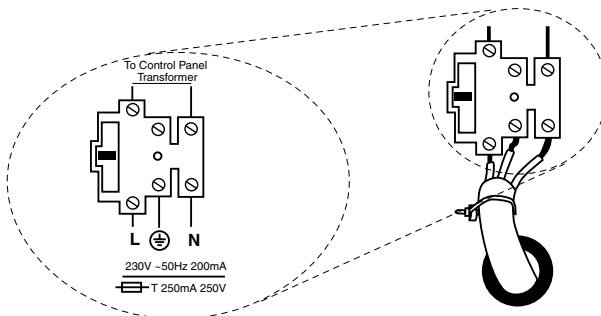 To Control Panel
Transformer
L N
230V ~50Hz 200mA
T 250mA 250V